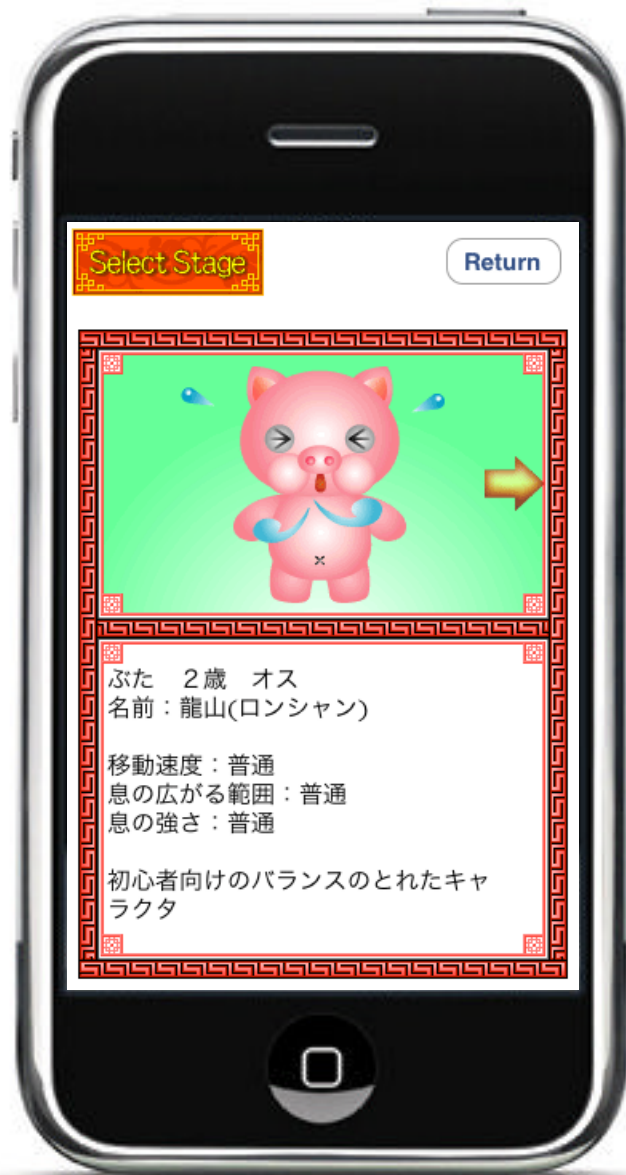 Select Stage
Return
ぶた　２歳　オス
名前：龍山(ロンシャン)
移動速度：普通
息の広がる範囲：普通
息の強さ：普通
初心者向けのバランスのとれたキャ
ラクタ